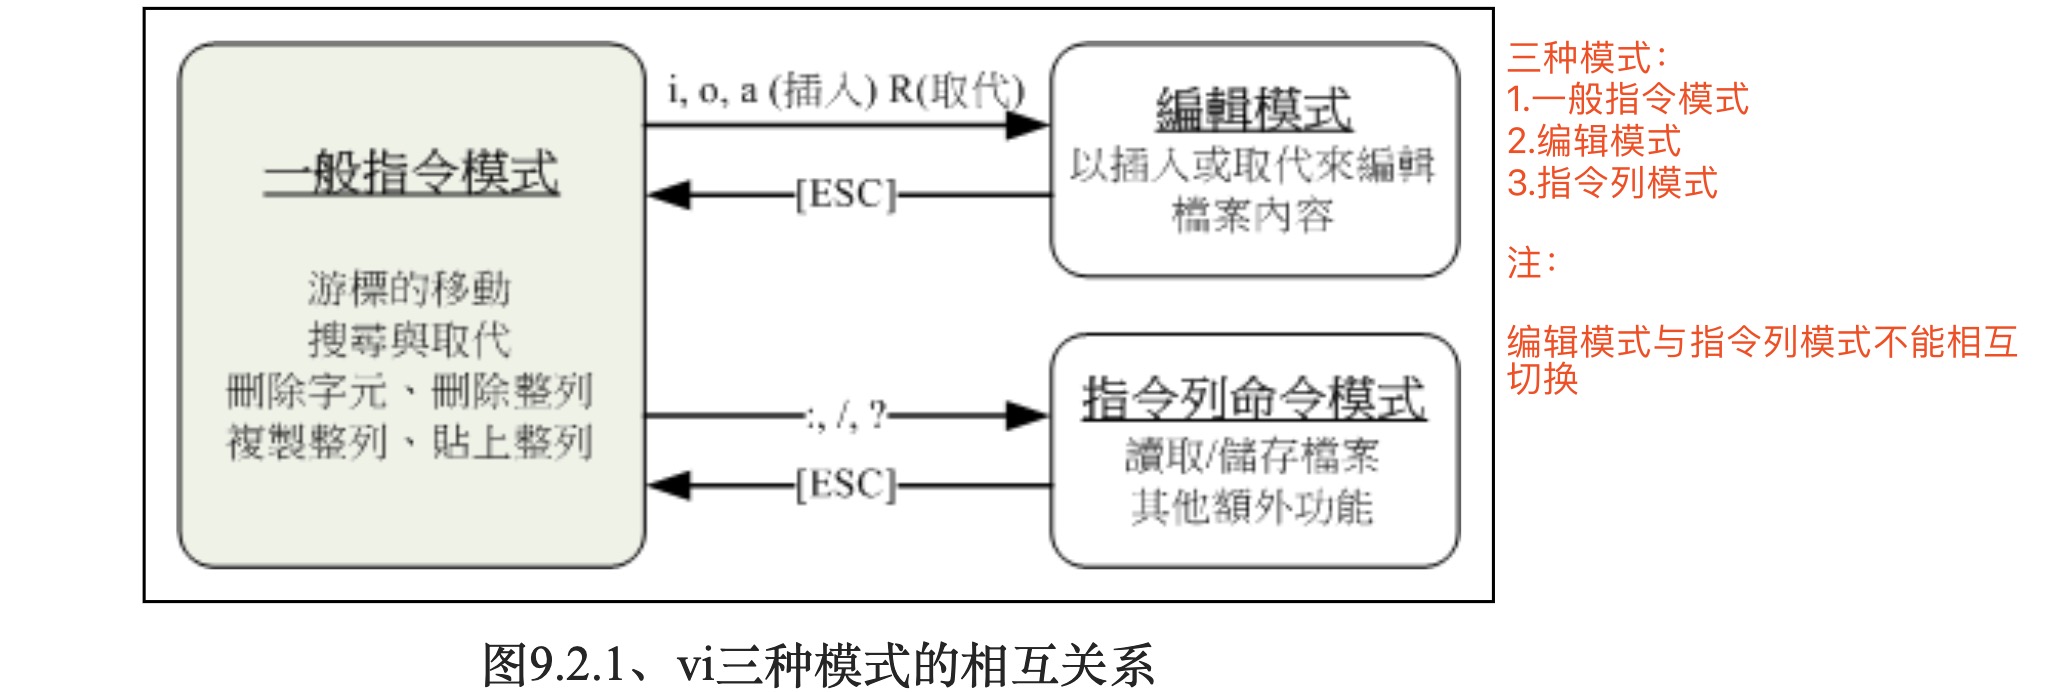 一般指令模式
游標的移動
搜尋與取代
刪除字元、刪除整列
複製整列、貼上整列
i, o, a (插入) R(取代)
[ESC]
編輯模式
以插入或取代來編輯
檔案內容
:, /, ?
[ESC]
指令列命令模式
讀取/儲存檔案
其他額外功能
三种模式：
1.一般指令模式
2.编辑模式
3.指令列模式
注：
编辑模式与指令列模式不能相互
切换
图9.2.1、vi三种模式的相互关系